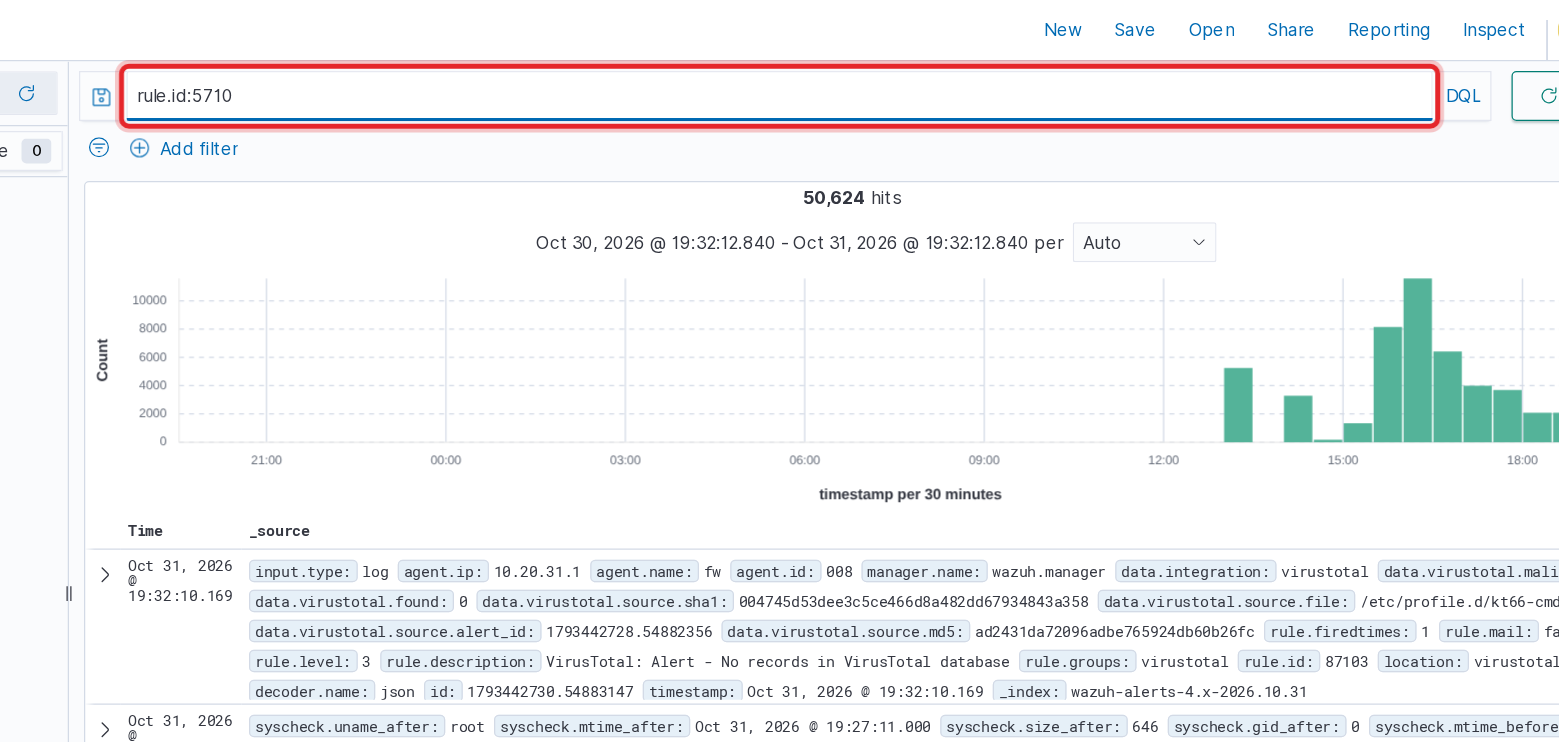 New Save Open Share Reporting Inspect
rule.id:5710
DQL
e 0
Add filter
50,624 hits
Oct 30, 2026 @ 19:32:12.840 - Oct 31, 2026 @ 19:32:12.840 per Auto
10000
8000
6000
4000
2000
0
Count
21:00 00:00 03:00 06:00 09:00 12:00 15:00 18:00
timestamp per 30 minutes
Time _source
Oct 31, 2026
@
19:32:10.169
input.type: log agent.ip: 10.20.31.1 agent.name: fw agent.id: 008 manager.name: wazuh.manager data.integration: virustotal data.virustotal.mali
data.virustotal.found: 0 data.virustotal.source.sha1: 004745d53dee3c5ce466d8a482dd67934843a358 data.virustotal.source.file: /etc/profile.d/kt66-cmd
data.virustotal.source.alert_id: 1793442728.54882356 data.virustotal.source.md5: ad2431da72096adbe765924db60b26fc rule.firedtimes: 1 rule.mail: fa
rule.level: 3 rule.description: VirusTotal: Alert - No records in VirusTotal database rule.groups: virustotal rule.id: 87103 location: virustotal
decoder.name: json id: 1793442730.54883147 timestamp: Oct 31, 2026 @ 19:32:10.169 _index: wazuh-alerts-4.x-2026.10.31
Oct 31, 2026
@
syscheck.uname_after: root syscheck.mtime_after: Oct 31, 2026 @ 19:27:11.000 syscheck.size_after: 646 syscheck.gid_after: 0 syscheck.mtime_before